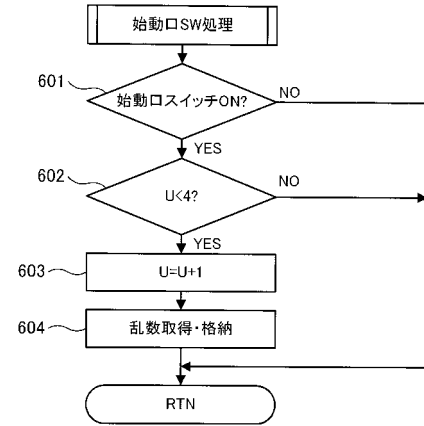 始動口SW処理
601
始動口スイッチON?
NO
YES
602
U<4?
NO
YES
603
U=U+1
604
乱数取得・格納
RTN